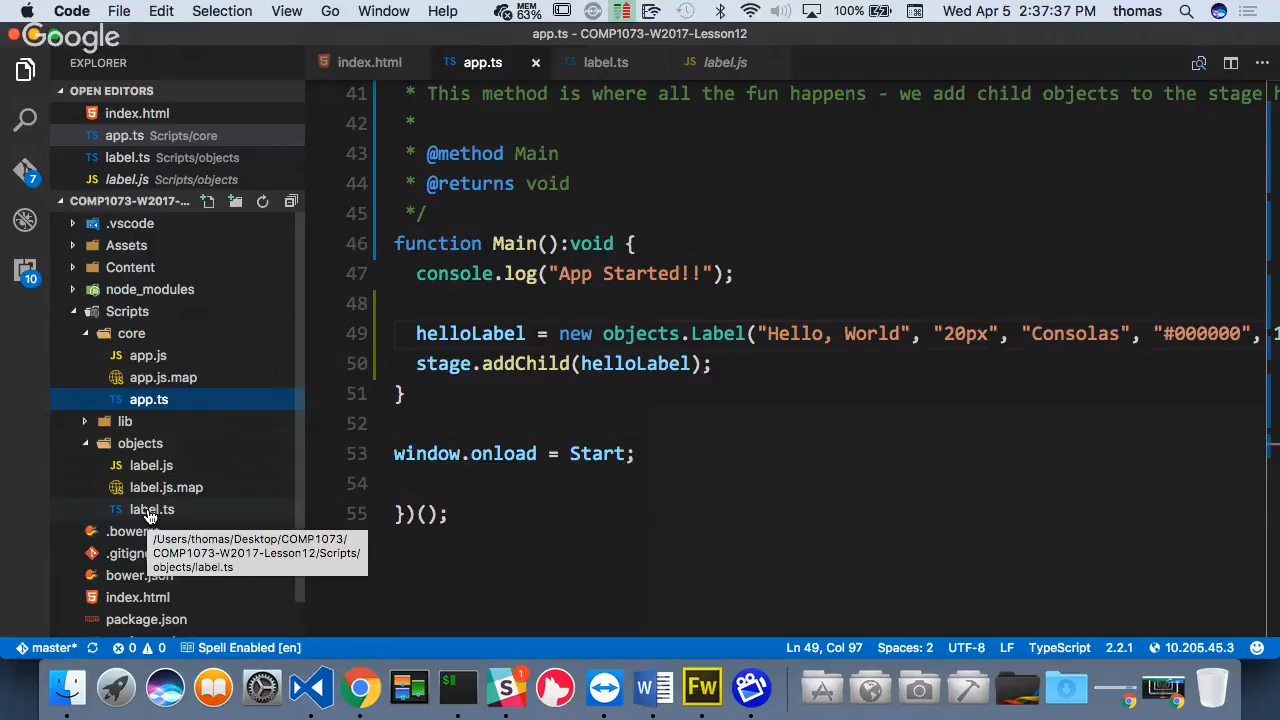 Code File Edit Selection View Go Window Help MEM 63% 100% Wed Apr 5 2:37:37 PM thomas
Google
app.ts - COMP1073-W2017-Lesson12
EXPLORER
index.html
app.ts
label.ts
label.js
OPEN EDITORS
index.html
app.ts Scripts/core
label.ts Scripts/objects
label.js Scripts/objects
COMP1073-W2017-...
.vscode
Assets
Content
node_modules
Scripts
core
app.js
app.js.map
app.ts
lib
objects
label.js
label.js.map
label.ts
.bower
.gitign
bower.json
index.html
package.json
7
10
/Users/thomas/Desktop/COMP1073/
COMP1073-W2017-Lesson12/Scripts/
objects/label.ts
41 * This method is where all the fun happens - we add child objects to the stage h
42 *
43 * @method Main
44 * @returns void
45 */
46 function Main():void {
47 console.log("App Started!!");
48
49 helloLabel = new objects.Label("Hello, World", "20px", "Consolas", "#000000", 1
50 stage.addChild(helloLabel);
51 }
52
53 window.onload = Start;
54
55 })();
master* 0 0 Spell Enabled [en] Ln 49, Col 97 Spaces: 2 UTF-8 LF TypeScript 2.2.1 10.205.45.3
1
Fw